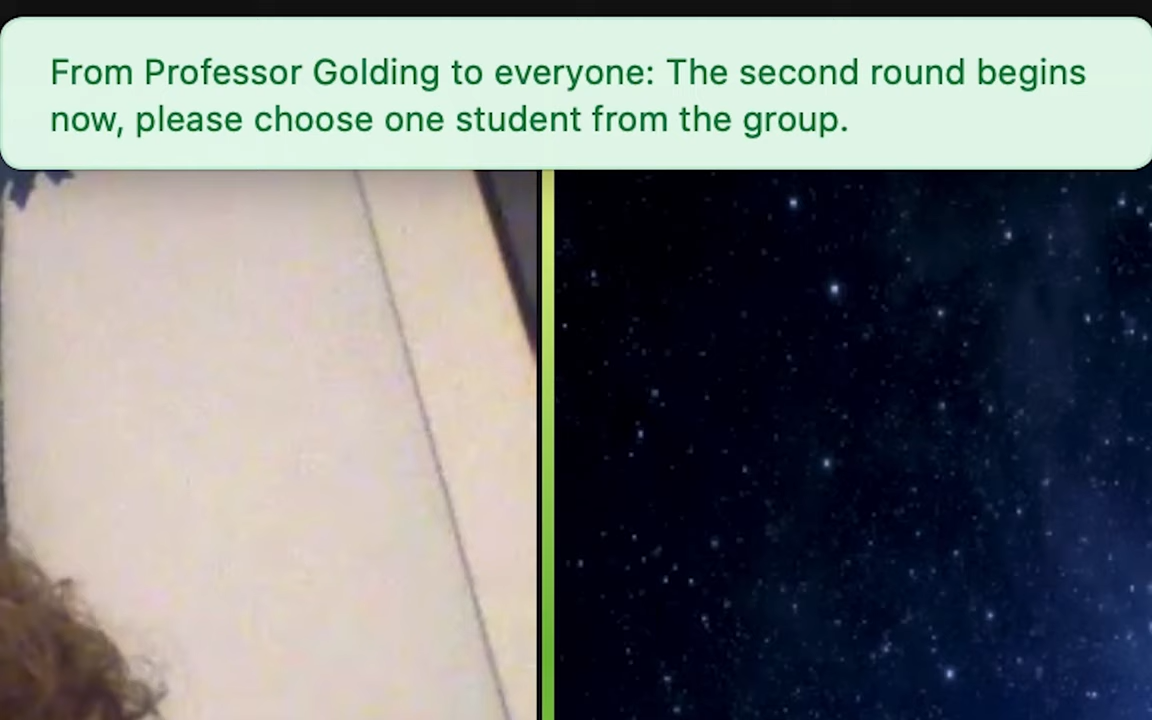 From Professor Golding to everyone: The second round begins
now, please choose one student from the group.